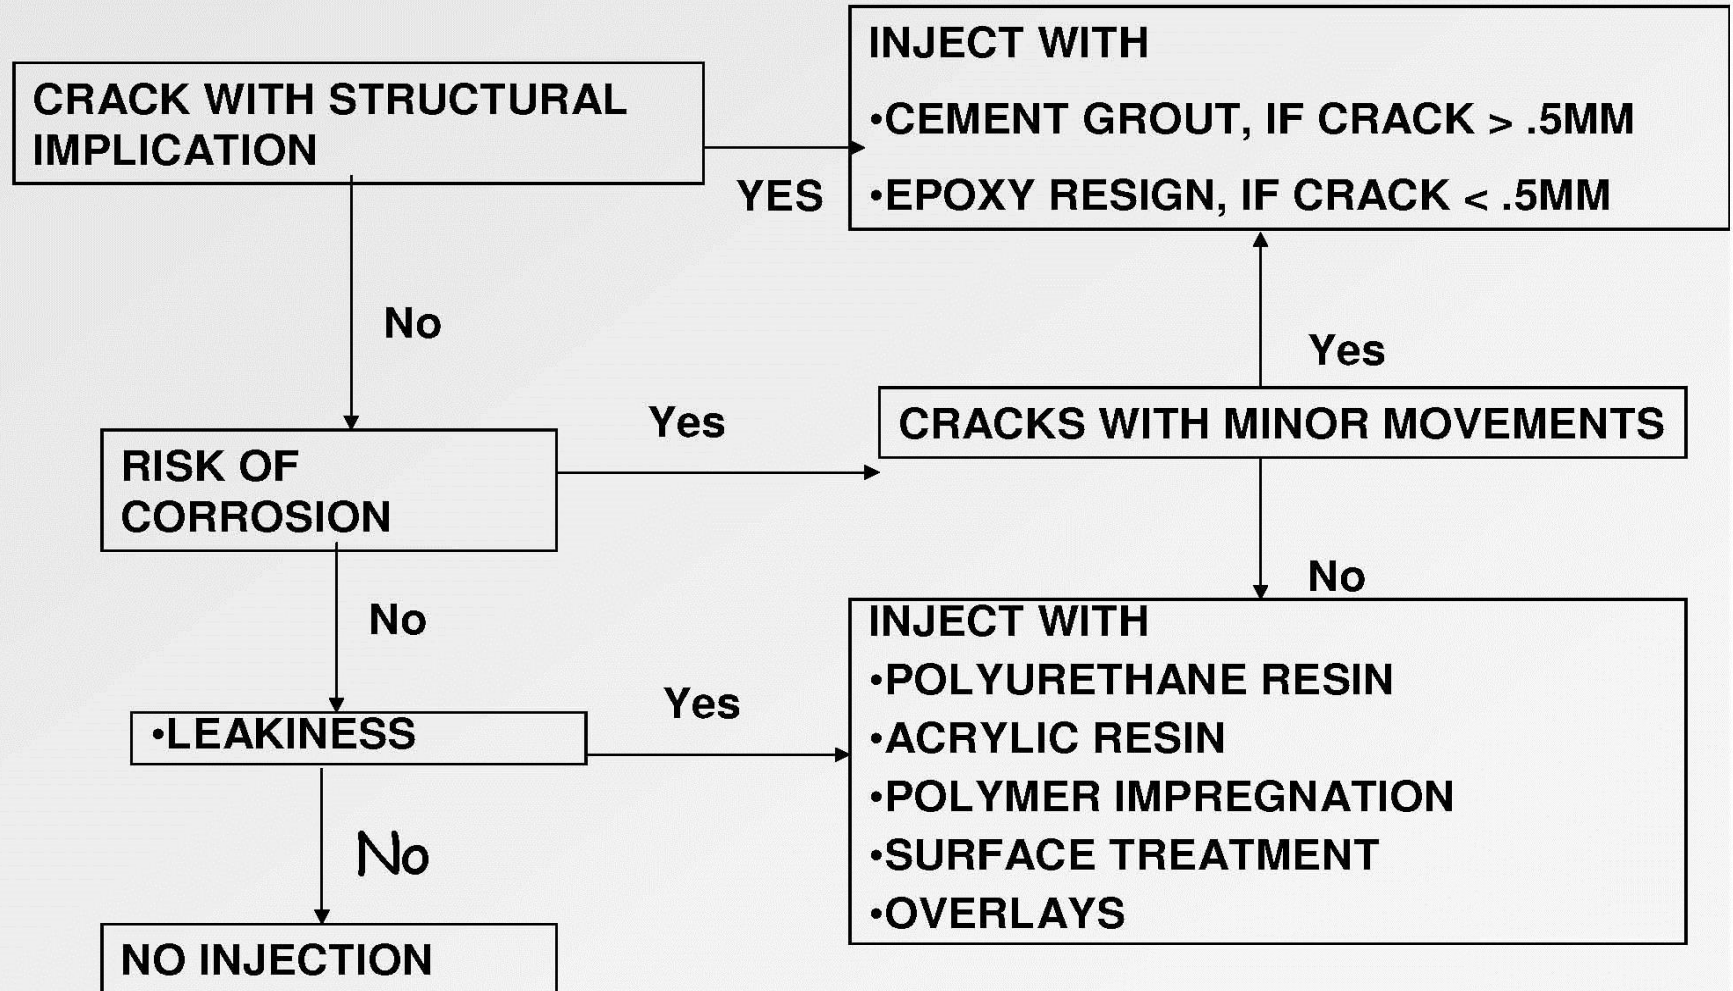 CRACK WITH STRUCTURAL
IMPLICATION
YES
INJECT WITH
•CEMENT GROUT, IF CRACK > .5MM
•EPOXY RESIGN, IF CRACK < .5MM
No
Yes
RISK OF
CORROSION
Yes
CRACKS WITH MINOR MOVEMENTS
No
No
•LEAKINESS
Yes
INJECT WITH
•POLYURETHANE RESIN
•ACRYLIC RESIN
•POLYMER IMPREGNATION
•SURFACE TREATMENT
•OVERLAYS
No
NO INJECTION